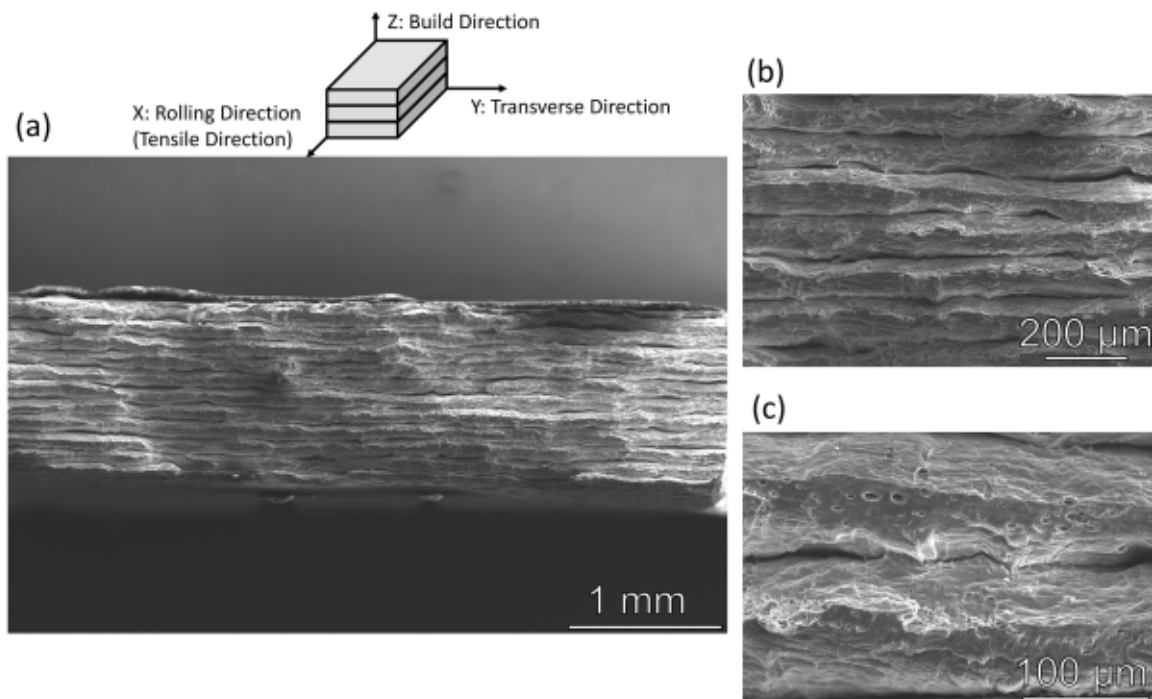 Z: Build Direction
X: Rolling Direction
(Tensile Direction)
Y: Transverse Direction
(a)
1 mm
(b)
200 µm
(c)
100 µm